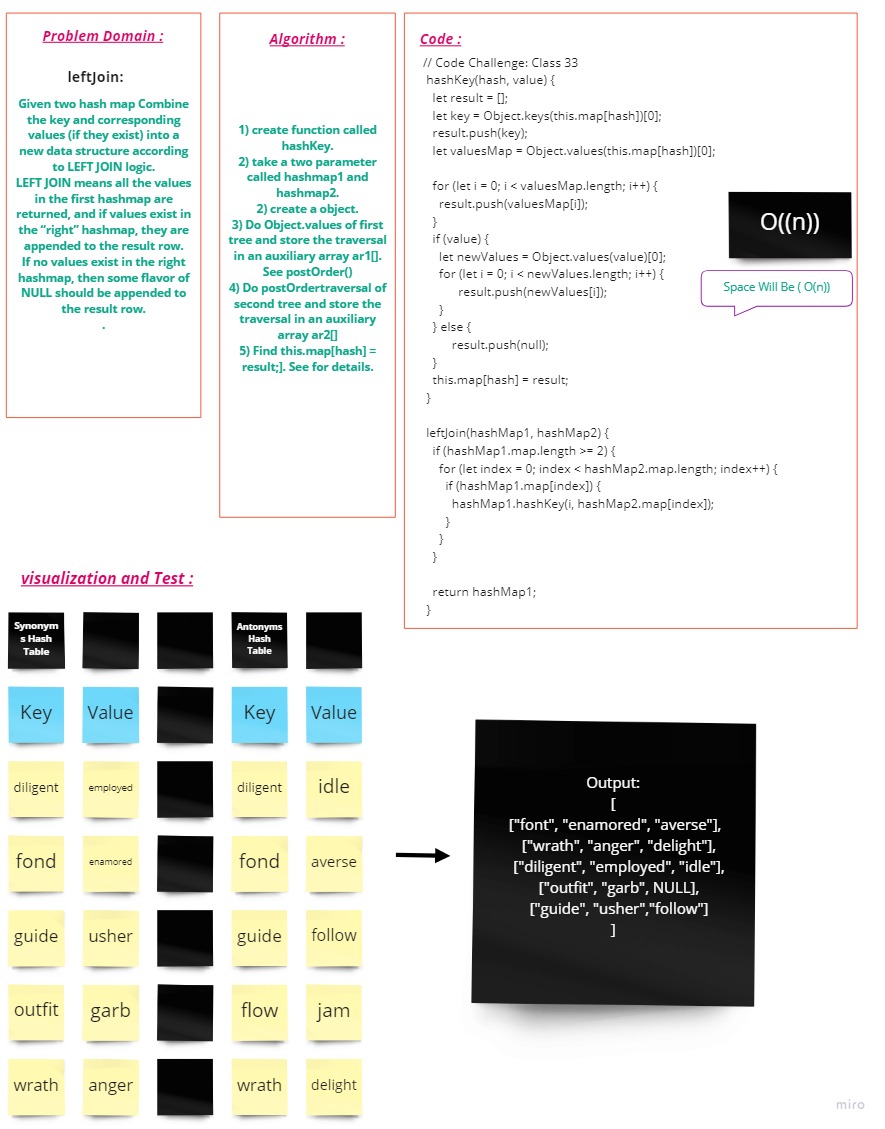 Problem Domain :
leftJoin:
Given two hash map Combine
the key and corresponding
values (if they exist) into a
new data structure according
to LEFT JOIN logic.
LEFT JOIN means all the values
in the first hashmap are
returned, and if values exist in
the “right” hashmap, they are
appended to the result row.
If no values exist in the right
hashmap, then some flavor of
NULL should be appended to
the result row.
.
Algorithm :
1) create function called
hashKey.
2) take a two parameter
called hashmap1 and
hashmap2.
2) create a object.
3) Do Object.values of first
tree and store the traversal
in an auxiliary array ar1[].
See postOrder()
4) Do postOrdertraversal of
second tree and store the
traversal in an auxiliary
array ar2[]
5) Find this.map[hash] =
result;]. See for details.
Code :
// Code Challenge: Class 33
hashKey(hash, value) {
let result = [];
let key = Object.keys(this.map[hash])[0];
result.push(key);
let valuesMap = Object.values(this.map[hash])[0];
for (let i = 0; i < valuesMap.length; i++) {
result.push(valuesMap[i]);
}
if (value) {
let newValues = Object.values(value)[0];
for (let i = 0; i < newValues.length; i++) {
result.push(newValues[i]);
}
} else {
result.push(null);
}
this.map[hash] = result;
}
leftJoin(hashMap1, hashMap2) {
if (hashMap1.map.length >= 2) {
for (let index = 0; index < hashMap2.map.length; index++) {
if (hashMap1.map[index]) {
hashMap1.hashKey(i, hashMap2.map[index]);
}
}
}
return hashMap1;
}
O((n))
Space Will Be ( O(n))
visualization and Test :
Synonym
s Hash
Table
Antonyms
Hash
Table
Key Value Key Value
diligent employed diligent idle
fond enamored fond averse
guide usher guide follow
outfit garb flow jam
wrath anger wrath delight
Output:
[
["font", "enamored", "averse"],
["wrath", "anger", "delight"],
["diligent", "employed", "idle"],
["outfit", "garb", NULL],
["guide", "usher","follow"]
]
miro